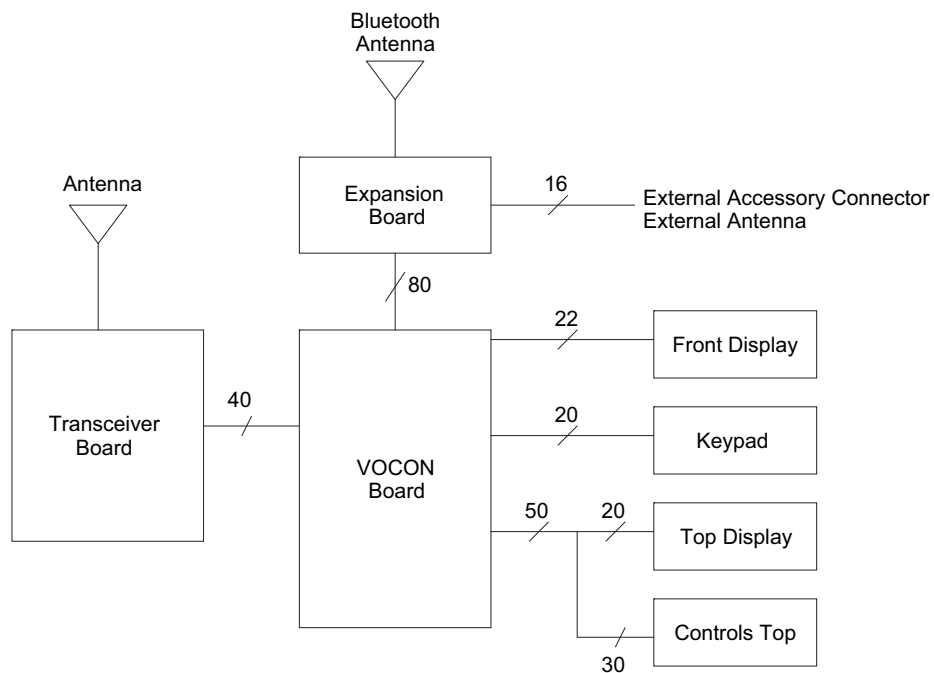 Bluetooth
Antenna
Antenna
Expansion
Board
16
External Accessory Connector
External Antenna
80
22
Front Display
Transceiver
Board
40
VOCON
Board
20
Keypad
50
20
Top Display
30
Controls Top